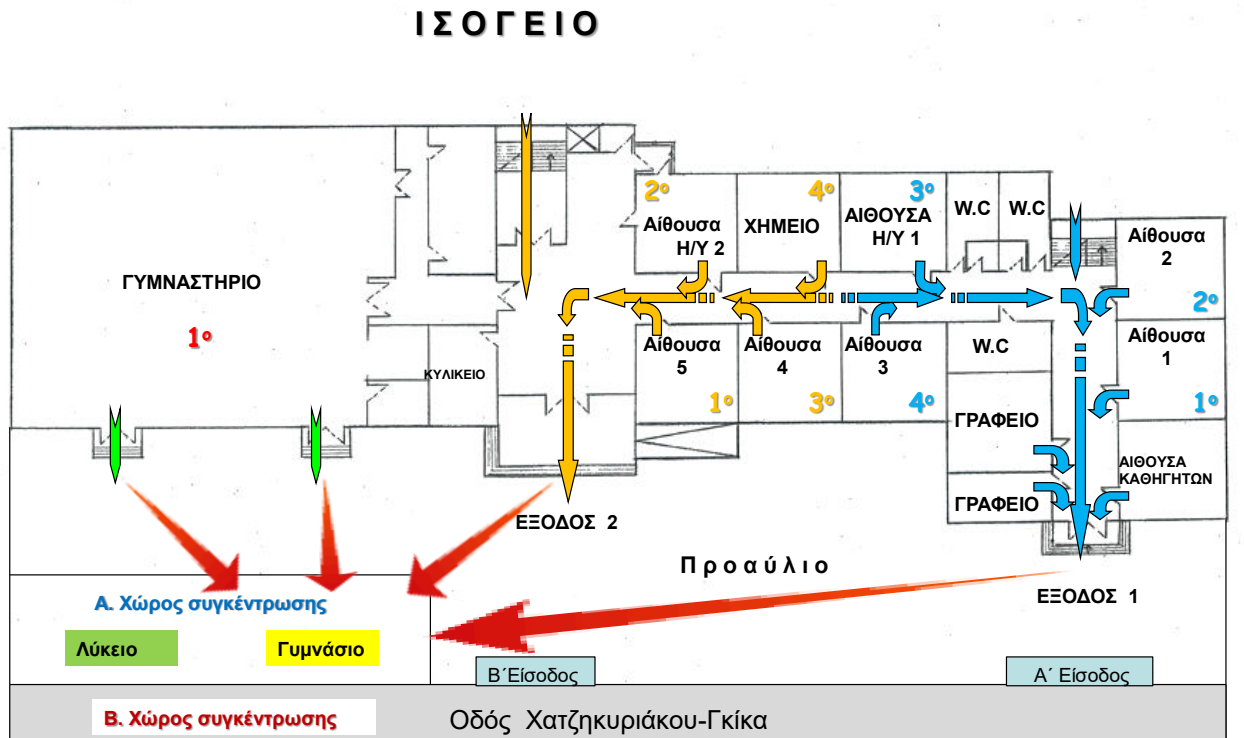 ΙΣΟΓΕΙΟ
2ο
4ο
3ο
Αίθουσα
Η/Υ 2
ΧΗΜΕΙΟ
ΑΙΘΟΥΣΑ
Η/Υ 1
W.C
W.C
Αίθουσα
2
2ο
ΓΥΜΝΑΣΤΗΡΙΟ
1ο
ΚΥΛΙΚΕΙΟ
Αίθουσα
5
1ο
Αίθουσα
4
3ο
Αίθουσα
3
4ο
W.C
Αίθουσα
1
1ο
ΓΡΑΦΕΙΟ
ΓΡΑΦΕΙΟ
ΑΙΘΟΥΣΑ
ΚΑΘΗΓΗΤΩΝ
ΕΞΟΔΟΣ 2
Προαύλιο
ΕΞΟΔΟΣ 1
Α. Χώρος συγκέντρωσης
Λύκειο
Γυμνάσιο
Β΄Είσοδος
Α΄ Είσοδος
Β. Χώρος συγκέντρωσης
Οδός Χατζηκυριάκου-Γκίκα